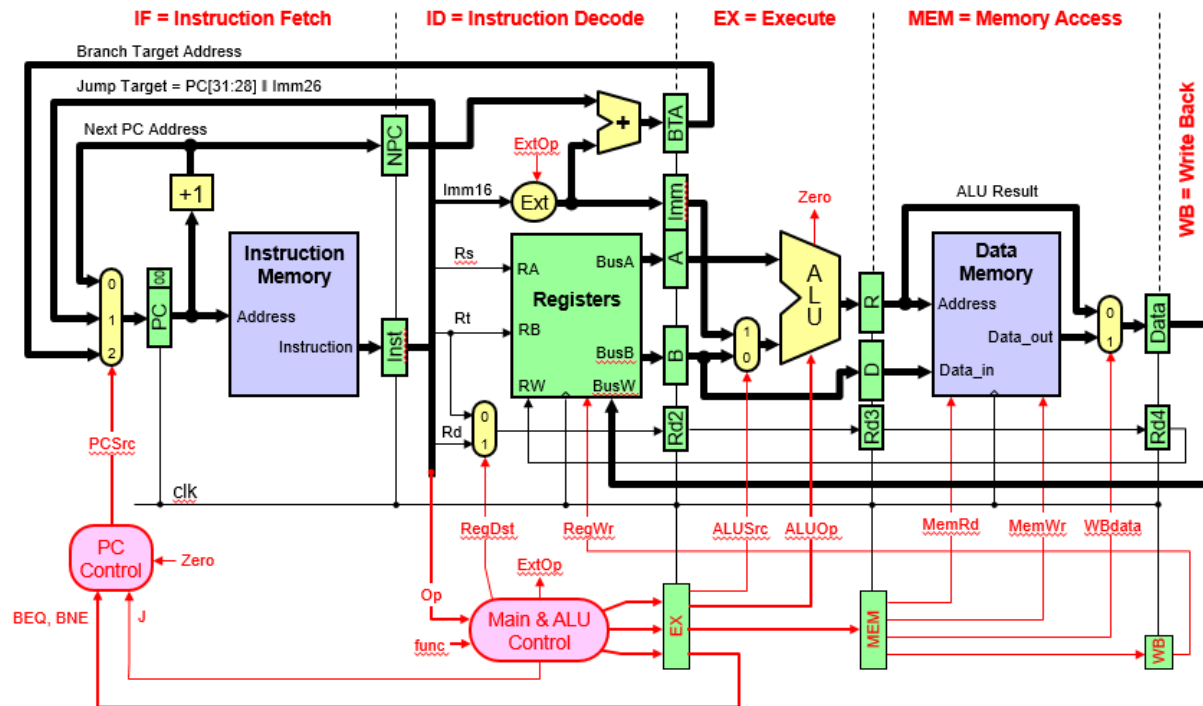 IF = Instruction Fetch
ID = Instruction Decode
EX = Execute
MEM = Memory Access
WB = Write Back
Branch Target Address
Jump Target = PC[31:28] ‖ Imm26
Next PC Address
NPC
+
BTA
ExtOp
+1
Imm16
Ext
Imm
Zero
ALU Result
Instruction
Memory
Rs
RA
BusA
A
ALU
R
Data
Memory
0
1
2
PC
00
Address
Registers
Rt
RB
Address
0
1
Data
Instruction
Inst
BusB
B
1
0
Data_out
D
Data_in
RW
BusW
Rd
0
1
Rd2
Rd3
Rd4
PCSrc
clk
RegDst
RegWr
ALUSrc
ALUOp
MemRd
MemWr
WBdata
PC
Control
Zero
ExtOp
Op
BEQ, BNE
J
Main & ALU
Control
func
EX
MEM
WB